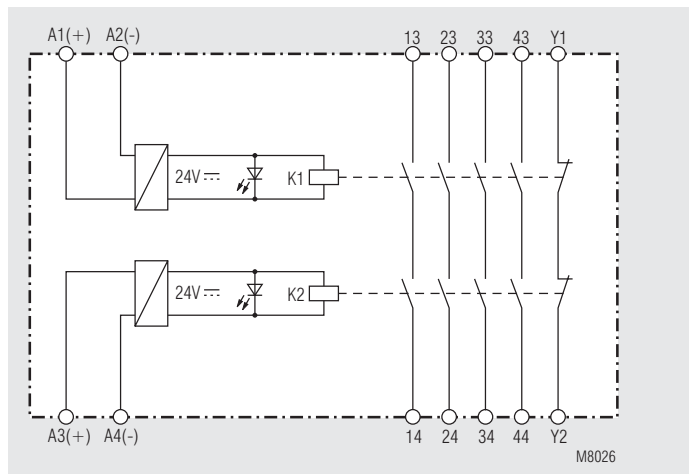 A1(+) A2(-) 13 23 33 43 Y1
24V ⎓ K1
24V ⎓ K2
A3(+) A4(-) 14 24 34 44 Y2
M8026